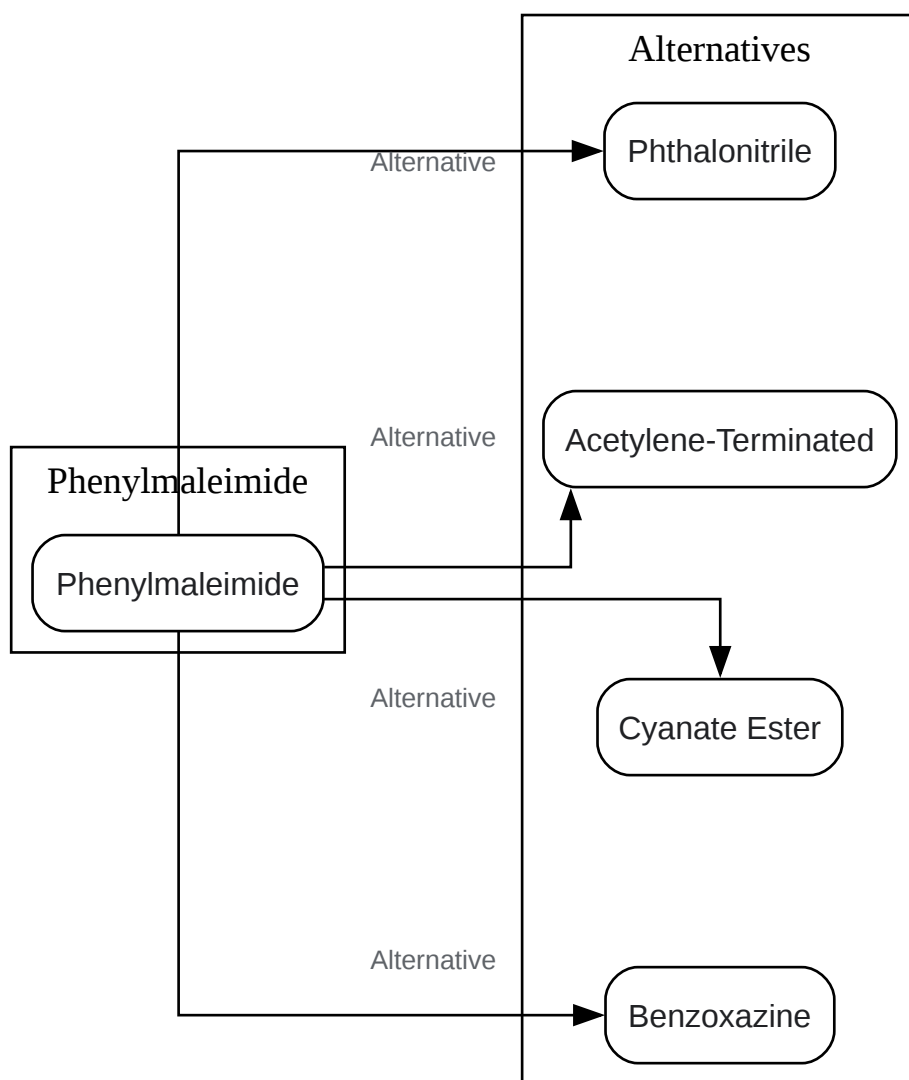 Alternatives
Phthalonitrile
Alternative
Alternative
Acetylene-Terminated
Phenylmaleimide
Phenylmaleimide
Alternative
Cyanate Ester
Alternative
Benzoxazine